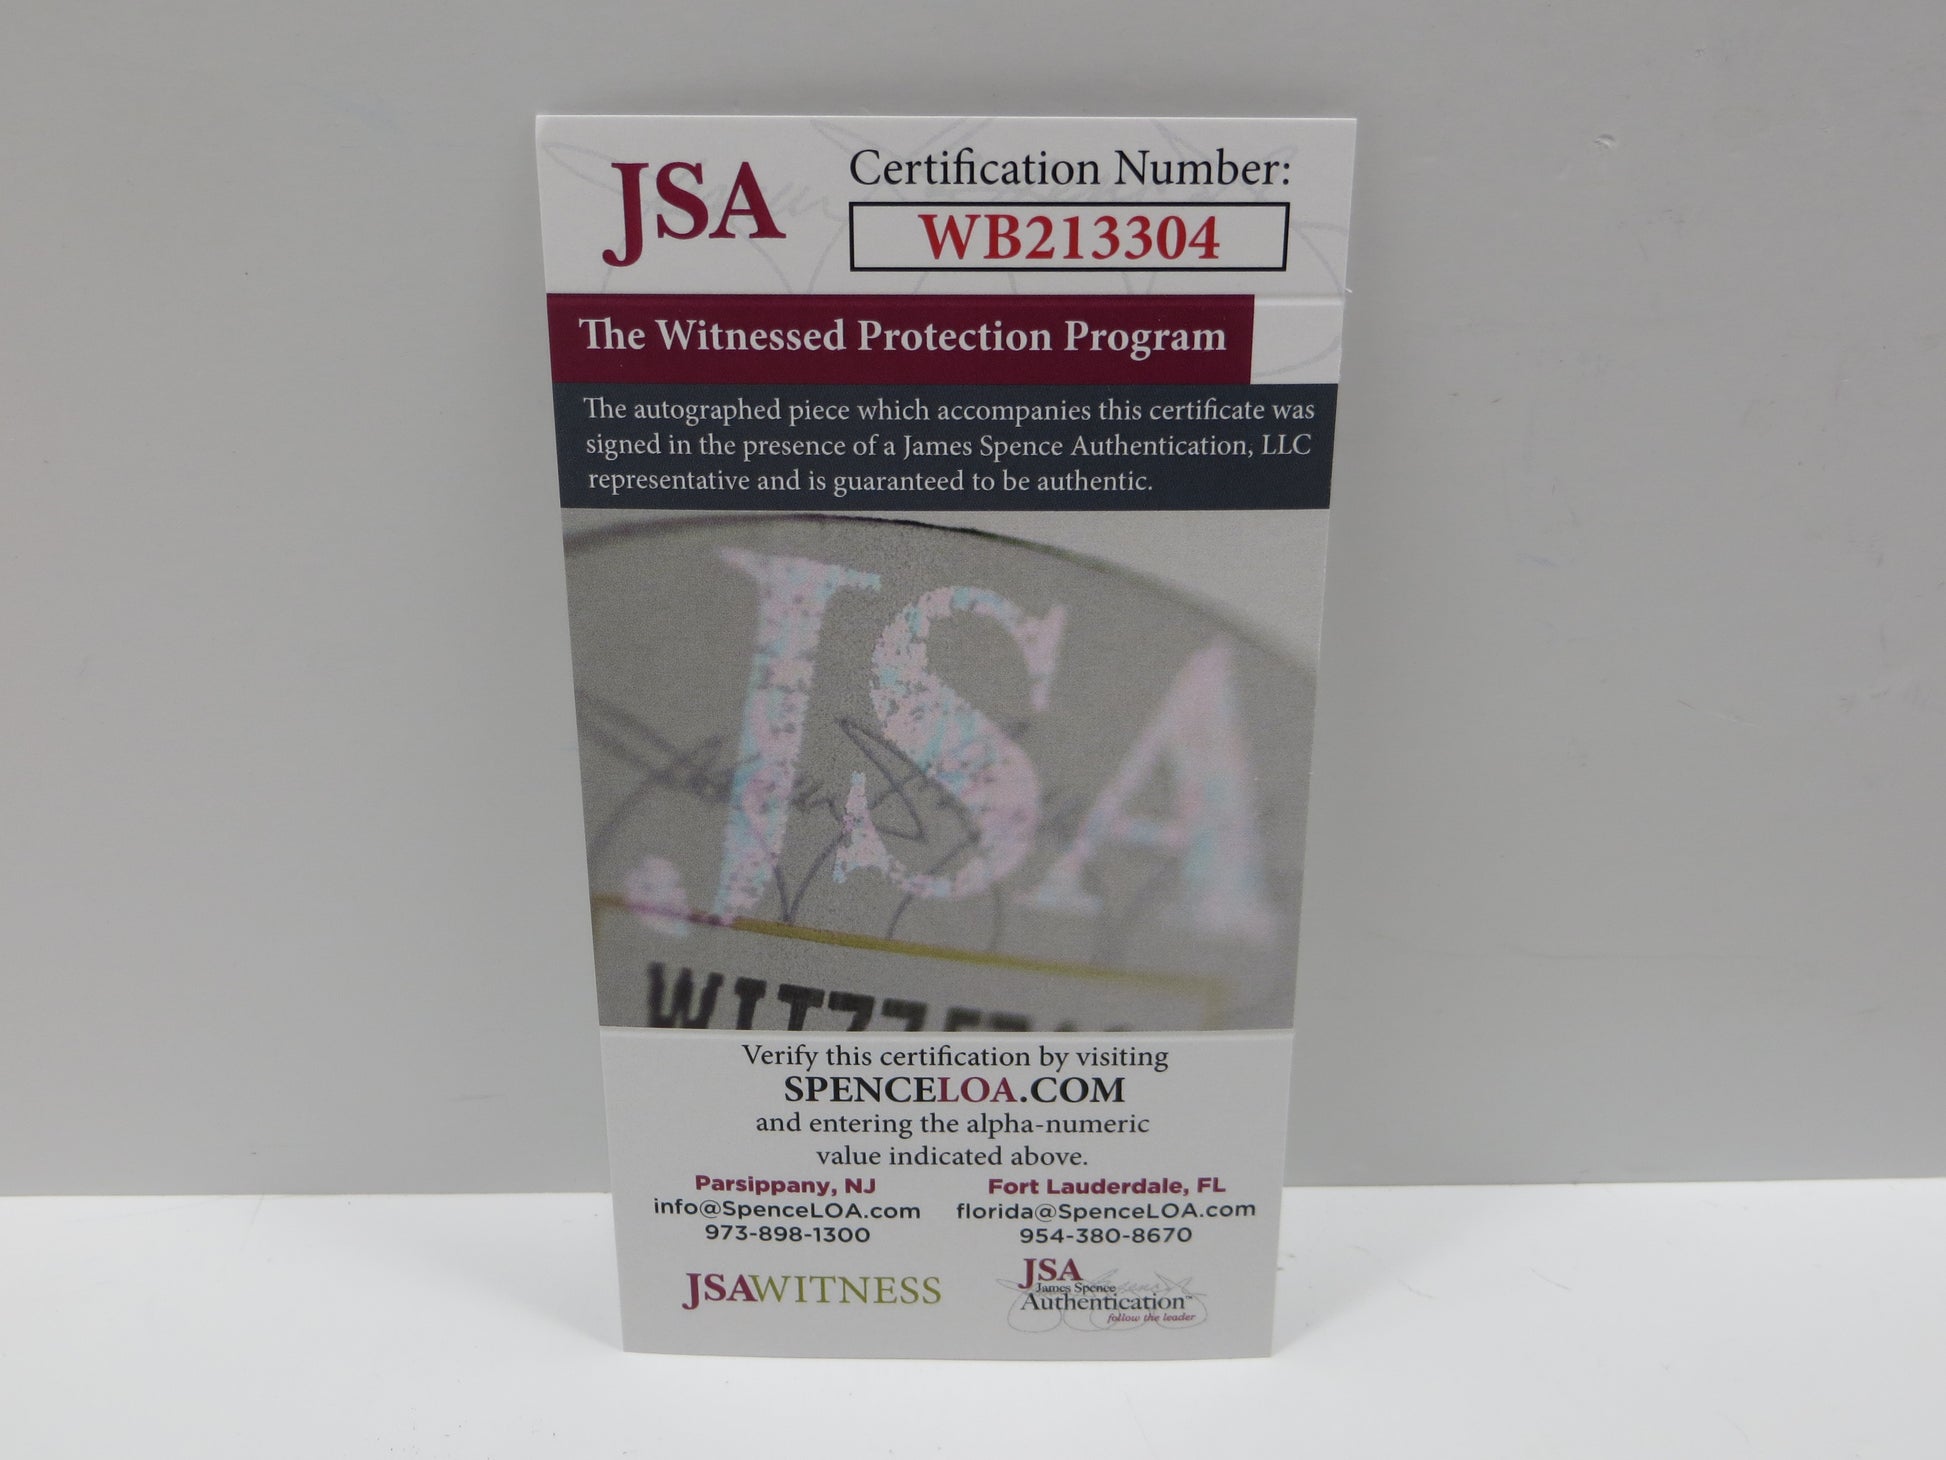 JSA
Certification Number:
WB213304
The Witnessed Protection Program
The autographed piece which accompanies this certificate was
signed in the presence of a James Spence Authentication, LLC
representative and is guaranteed to be authentic.
JSA
Verify this certification by visiting
SPENCELOA.COM
and entering the alpha-numeric
value indicated above.
Parsippany, NJ
info@SpenceLOA.com
973-898-1300
Fort Lauderdale, FL
florida@SpenceLOA.com
954-380-8670
JSAWITNESS
JSA
James Spence
Authentication™
follow the leader